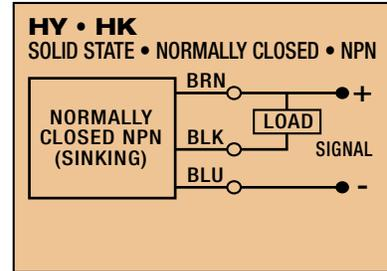 HY • HK
SOLID STATE • NORMALLY CLOSED • NPN
BRN
+
NORMALLY
CLOSED NPN
(SINKING)
LOAD
BLK
SIGNAL
BLU
-